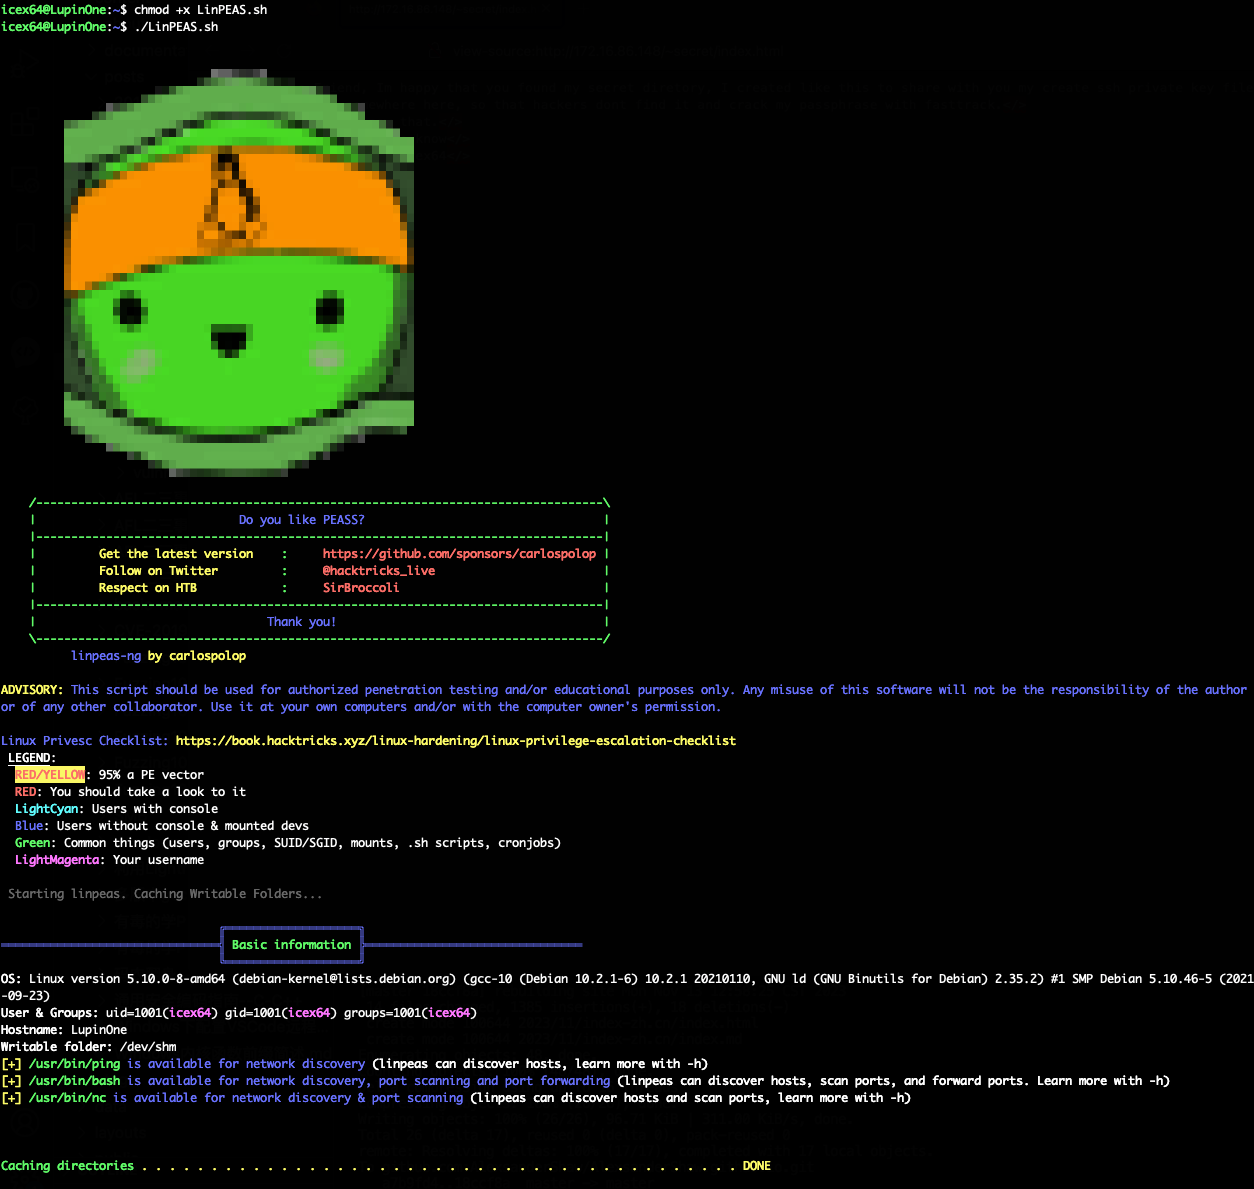 icex64@LupinOne:~$ chmod +x LinPEAS.sh
icex64@LupinOne:~$ ./LinPEAS.sh
/---------------------------------------------------------------------------------\
|                             Do you like PEASS?                                  |
|---------------------------------------------------------------------------------|
|         Get the latest version    :     https://github.com/sponsors/carlospolop |
|         Follow on Twitter         :     @hacktricks_live                        |
|         Respect on HTB            :     SirBroccoli                             |
|---------------------------------------------------------------------------------|
|                                 Thank you!                                      |
\---------------------------------------------------------------------------------/
linpeas-ng by carlospolop
ADVISORY: This script should be used for authorized penetration testing and/or educational purposes only. Any misuse of this software will not be the responsibility of the author
or of any other collaborator. Use it at your own computers and/or with the computer owner's permission.
Linux Privesc Checklist: https://book.hacktricks.xyz/linux-hardening/linux-privilege-escalation-checklist
LEGEND:
RED/YELLOW: 95% a PE vector
RED: You should take a look to it
LightCyan: Users with console
Blue: Users without console & mounted devs
Green: Common things (users, groups, SUID/SGID, mounts, .sh scripts, cronjobs)
LightMagenta: Your username
Starting linpeas. Caching Writable Folders...
Basic information
OS: Linux version 5.10.0-8-amd64 (debian-kernel@lists.debian.org) (gcc-10 (Debian 10.2.1-6) 10.2.1 20210110, GNU ld (GNU Binutils for Debian) 2.35.2) #1 SMP Debian 5.10.46-5 (2021
-09-23)
User & Groups: uid=1001(icex64) gid=1001(icex64) groups=1001(icex64)
Hostname: LupinOne
Writable folder: /dev/shm
[+] /usr/bin/ping is available for network discovery (linpeas can discover hosts, learn more with -h)
[+] /usr/bin/bash is available for network discovery, port scanning and port forwarding (linpeas can discover hosts, scan ports, and forward ports. Learn more with -h)
[+] /usr/bin/nc is available for network discovery & port scanning (linpeas can discover hosts and scan ports, learn more with -h)
Caching directories . . . . . . . . . . . . . . . . . . . . . . . . . . . . . . . . . . . . . . . . . . . DONE